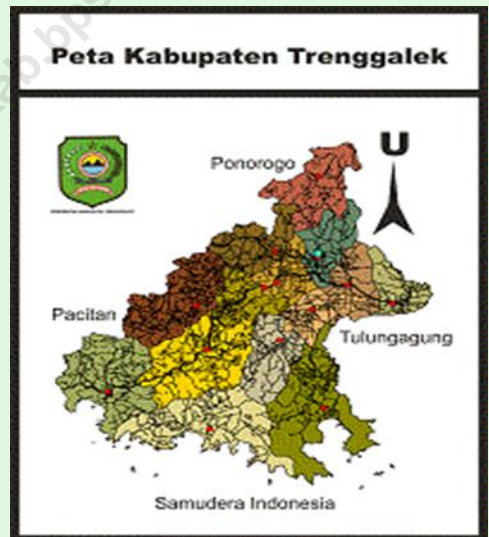 Peta Kabupaten Trenggalek
U
Ponorogo
Pacitan
Tulungagung
Samudera Indonesia